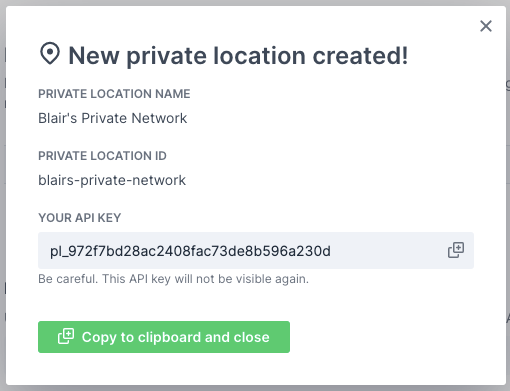 New private location created!
PRIVATE LOCATION NAME
Blair's Private Network
PRIVATE LOCATION ID
blairs-private-network
YOUR API KEY
pl_972f7bd28ac2408fac73de8b596a230d
Be careful. This API key will not be visible again.
Copy to clipboard and close